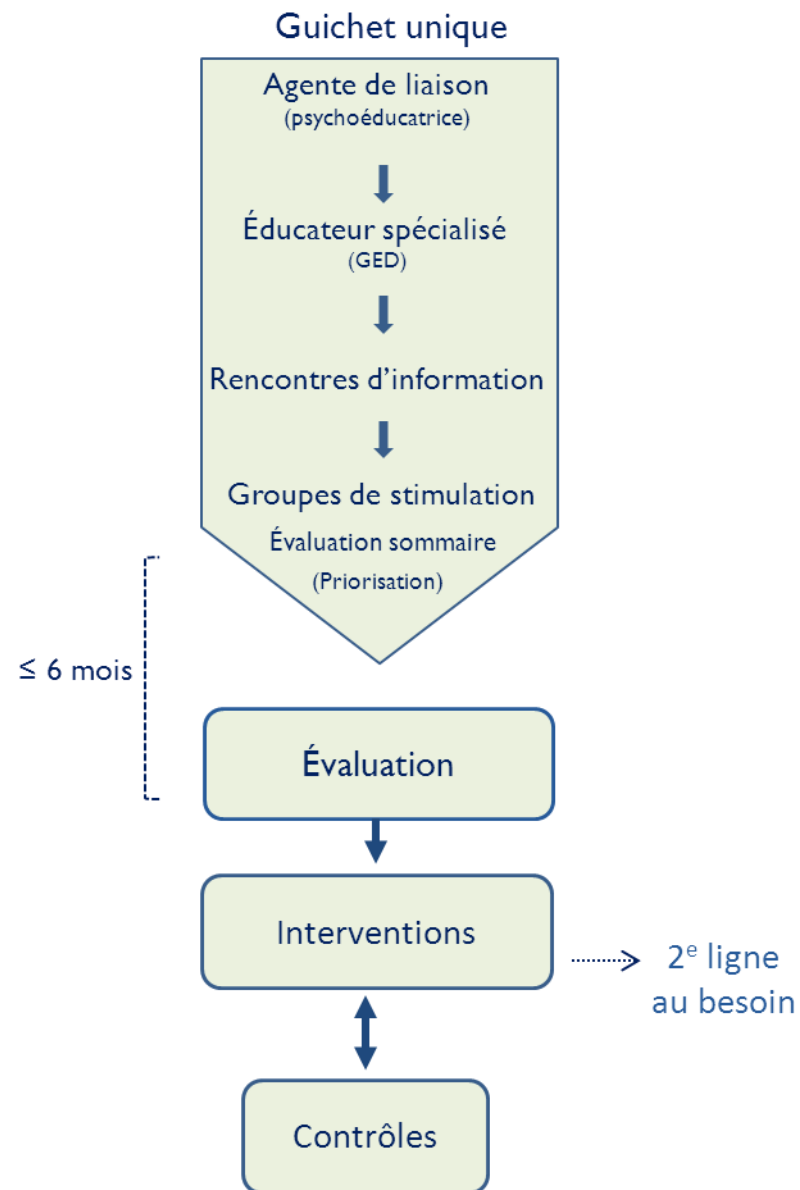 Guichet unique
Agente de liaison
(psychoéducatrice)
Éducateur spécialisé
(GED)
Rencontres d'information
Groupes de stimulation
Évaluation sommaire
(Priorisation)
≤ 6 mois
Évaluation
Interventions
2e ligne
au besoin
Contrôles